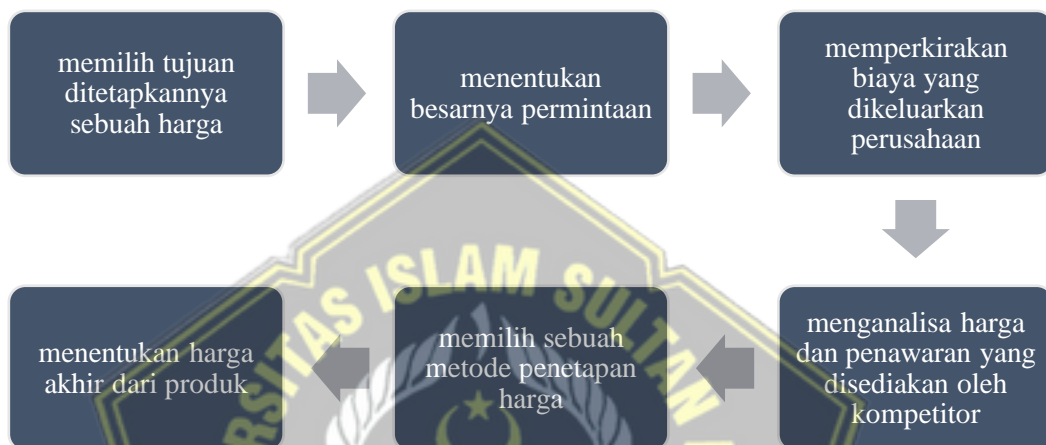 memilih tujuan
ditetapkannya
sebuah harga
menentukan
besarnya permintaan
memperkirakan
biaya yang
dikeluarkan
perusahaan
menganalisa harga
dan penawaran yang
disediakan oleh
kompetitor
memilih sebuah
metode penetapan
harga
menentukan harga
akhir dari produk
ISLAM SULTAN